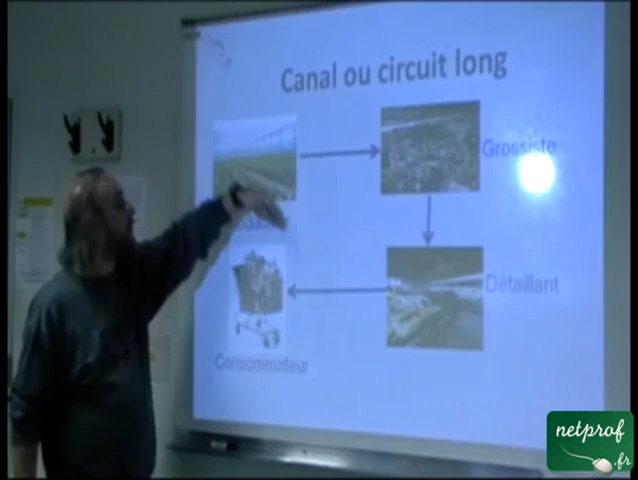 Canal ou circuit long
Grossiste
Détaillant
Consommateur
netprof
.fr